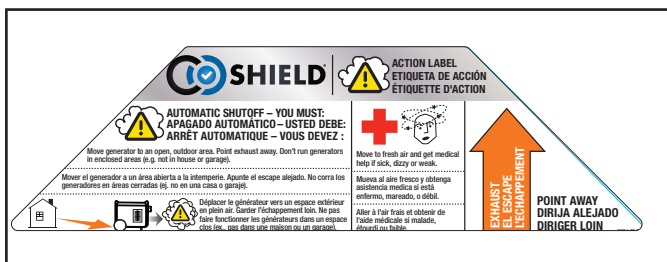 CO SHIELD®
ACTION LABEL
ETIQUETA DE ACCIÓN
ÉTIQUETTE D'ACTION
AUTOMATIC SHUTOFF – YOU MUST:
APAGADO AUTOMÁTICO – USTED DEBE:
ARRÊT AUTOMATIQUE – VOUS DEVEZ :
Move generator to an open, outdoor area. Point exhaust away. Don't run generators
in enclosed areas (e.g. not in house or garage).
Mover el generador a un área abierta a la intemperie. Apunte el escape alejado. No corra los
generadores en áreas cerradas (ej. no en una casa o garaje).
Déplacer le générateur vers un espace extérieur
en plein air. Garder l'échappement loin. Ne pas
faire fonctionner les générateurs dans un espace
clos (ex., pas dans une maison ou un garage).
Move to fresh air and get medical
help if sick, dizzy or weak.
Mueva al aire fresco y obtenga
asistencia medica si está
enfermo, mareado, o débil.
Aller à l'air frais et obtenir de
l'aide médicale si malade,
étourdi ou faible.
EXHAUST
EL ESCAPE
L'ÉCHAPPEMENT
POINT AWAY
DIRIJA ALEJADO
DIRIGER LOIN